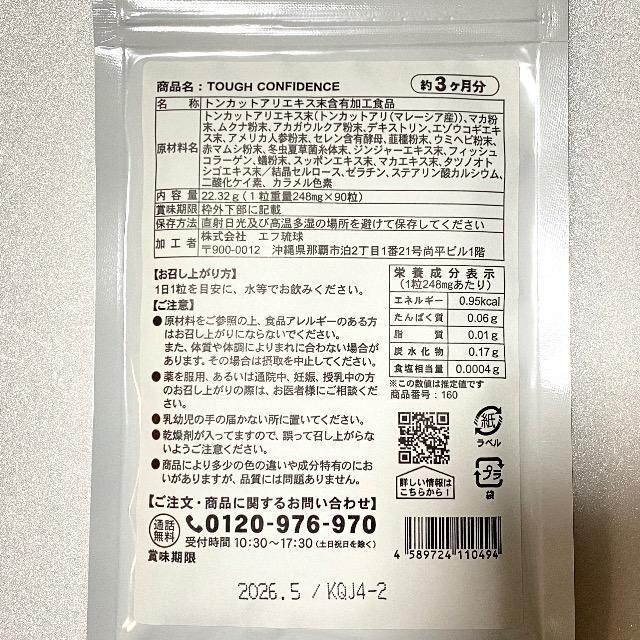 商品名：TOUGH CONFIDENCE
約3ヶ月分
名 称 トンカットアリエキス末含有加工食品
原材料名 トンカットアリエキス末（トンカットアリ(マレーシア産)）、マカ粉
末、ムクナ粉末、アカガウルクア粉末、デキストリン、エゾウコギエキ
ス末、アメリカ人参粉末、セレン含有酵母、韮種粉末、ウミヘビ粉末、
赤マムシ粉末、冬虫夏草菌糸体末、ジンジャーエキス末、フィッシュ
コラーゲン、蟻粉末、スッポンエキス末、マカエキス末、タツノオト
シゴエキス末／結晶セルロース、ゼラチン、ステアリン酸カルシウム、
二酸化ケイ素、カラメル色素
内 容 量 22.32g（1粒重量248mg×90粒）
賞味期限 枠外下部に記載
保存方法 直射日光及び高温多湿の場所を避けて保存してください
加 工 者 株式会社 エフ琉球
〒900-0012 沖縄県那覇市泊2丁目1番21号尚平ビル1階
【お召し上がり方】
1日1粒を目安に、水等でお飲みください。
【ご注意】
●原材料をご参照の上、食品アレルギーのある方
はお召し上がりにならないでください。
また、体質や体調によりまれに合わない場合が
あります。その場合は摂取を中止してください。
●薬を服用、あるいは通院中、妊娠、授乳中の方
のお召し上がりの際は、お医者様にご相談くださ
い。
●乳幼児の手の届かない所に置いてください。
●乾燥剤が入ってますので、誤って召し上がらな
いようご注意ください。
●商品により多少の色の違いや成分特有のにお
いがありますが、品質には問題ありません。
栄養成分表示
（1粒248mgあたり）
エネルギー 0.95kcal
たんぱく質 0.06g
脂 質 0.01g
炭水化物 0.17g
食塩相当量 0.0004g
※この数値は推定値です
商品番号：160
紙
ラベル
プラ
袋
詳しい情報は
こちらから！
【ご注文・商品に関するお問い合わせ】
通話
無料
0120-976-970
受付時間 10:30～17:30（土日祝日を除く）
賞味期限
4 589724 110494
2026.5 / KQJ4-2